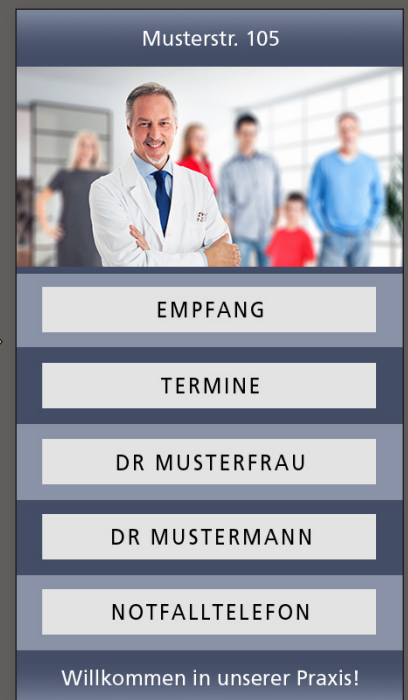 Musterstr. 105
EMPFANG
TERMINE
DR MUSTERFRAU
DR MUSTERMANN
NOTFALLTELEFON
Willkommen in unserer Praxis!